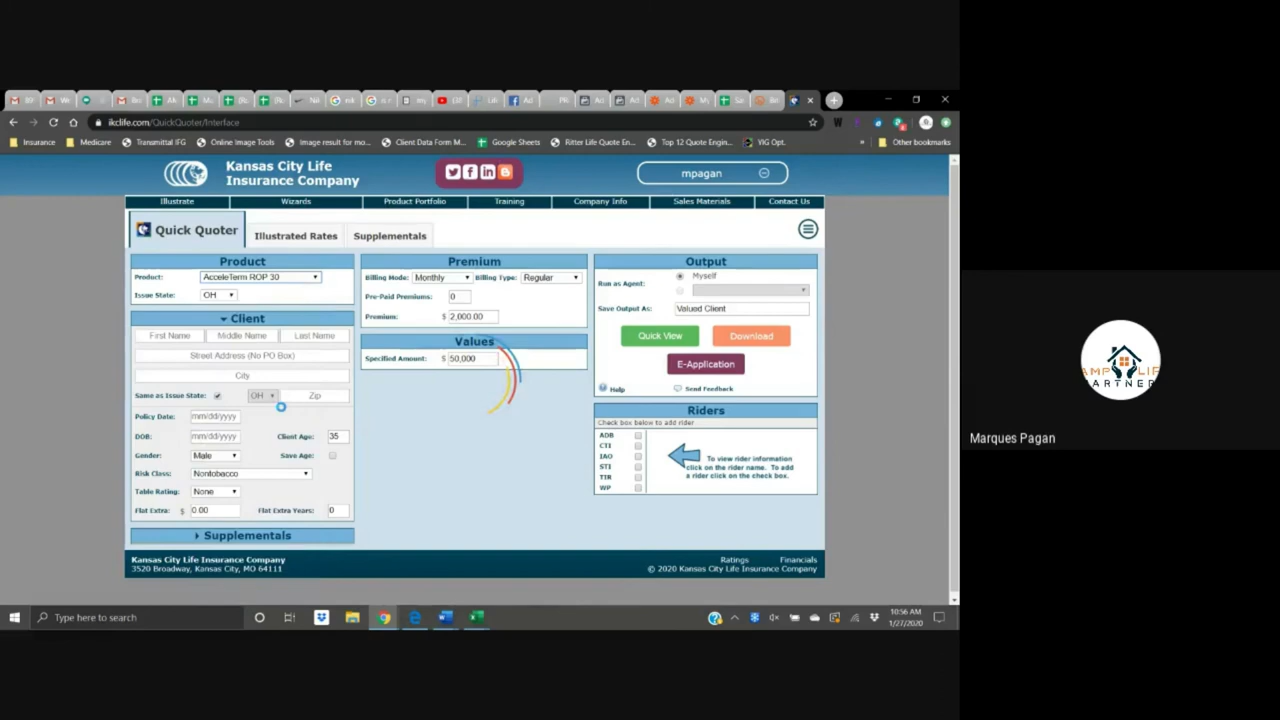 ikclife.com/QuickQuoter/Interface
Insurance Medicare Transmittal IFG Online Image Tools Image result for mo... Client Data Form M... Google Sheets Ritter Life Quote En... Top 12 Quote Engin... YIG Opt. » Other bookmarks
Kansas City Life
Insurance Company
mpagan
Illustrate Wizards Product Portfolio Training Company Info Sales Materials Contact Us
Quick Quoter Illustrated Rates Supplementals
Product
Product: AcceleTerm ROP 30
Issue State: OH
Client
First Name Middle Name Last Name
Street Address (No PO Box)
City
Same as Issue State: OH Zip
Policy Date: mm/dd/yyyy
DOB: mm/dd/yyyy Client Age: 35
Gender: Male Save Age:
Risk Class: Nontobacco
Table Rating: None
Flat Extra: $ 0.00 Flat Extra Years: 0
Supplementals
Premium
Billing Mode: Monthly Billing Type: Regular
Pre-Paid Premiums: 0
Premium: $ 2,000.00
Values
Specified Amount: $ 50,000
Output
Run as Agent: Myself
Save Output As: Valued Client
Quick View Download
E-Application
Help Send Feedback
Riders
Check box below to add rider
ADB
CTI
IAO
STI
TIR
WP
To view rider information
click on the rider name. To add
a rider click on the check box.
Kansas City Life Insurance Company
3520 Broadway, Kansas City, MO 64111
Ratings Financials
© 2020 Kansas City Life Insurance Company
Type here to search
10:56 AM
1/27/2020
Marques Pagan